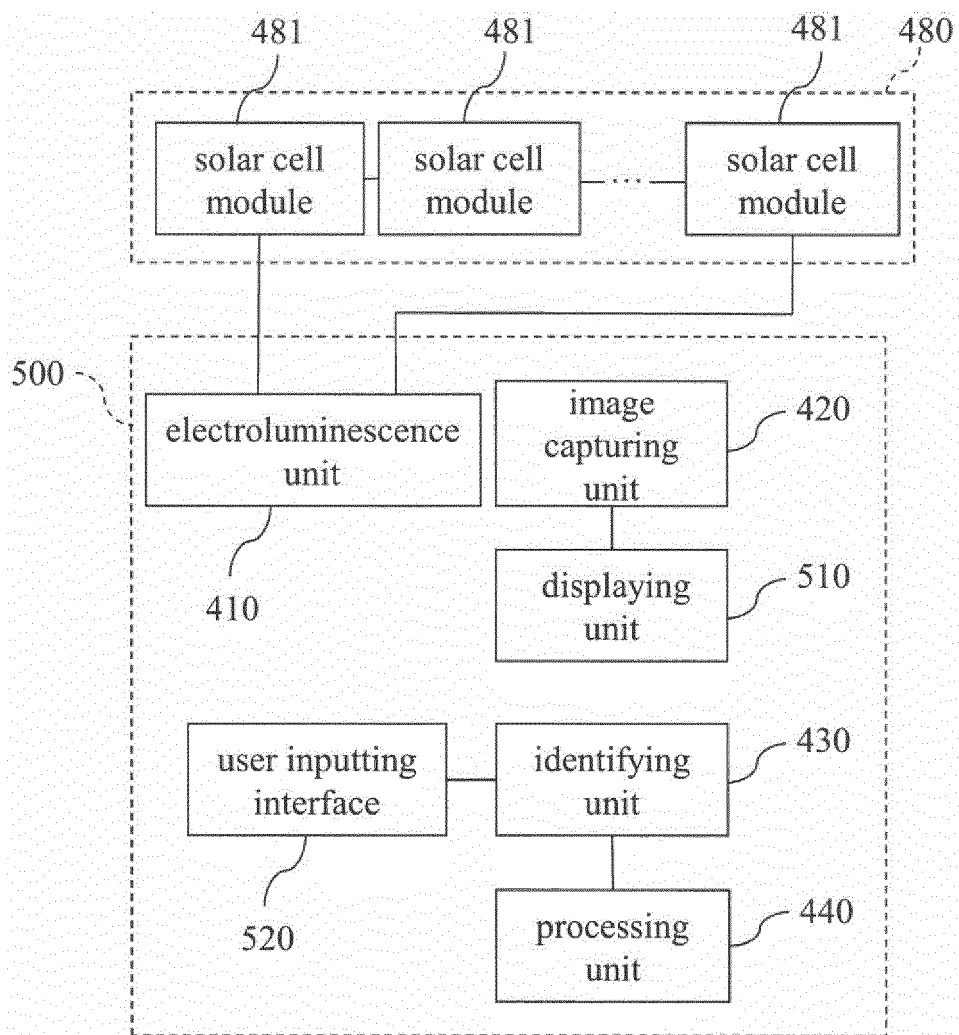 481
481
481
480
solar cell
module
solar cell
module
...
solar cell
module
500
electroluminescence
unit
410
image
capturing
unit
420
displaying
unit
510
user inputting
interface
520
identifying
unit
430
processing
unit
440